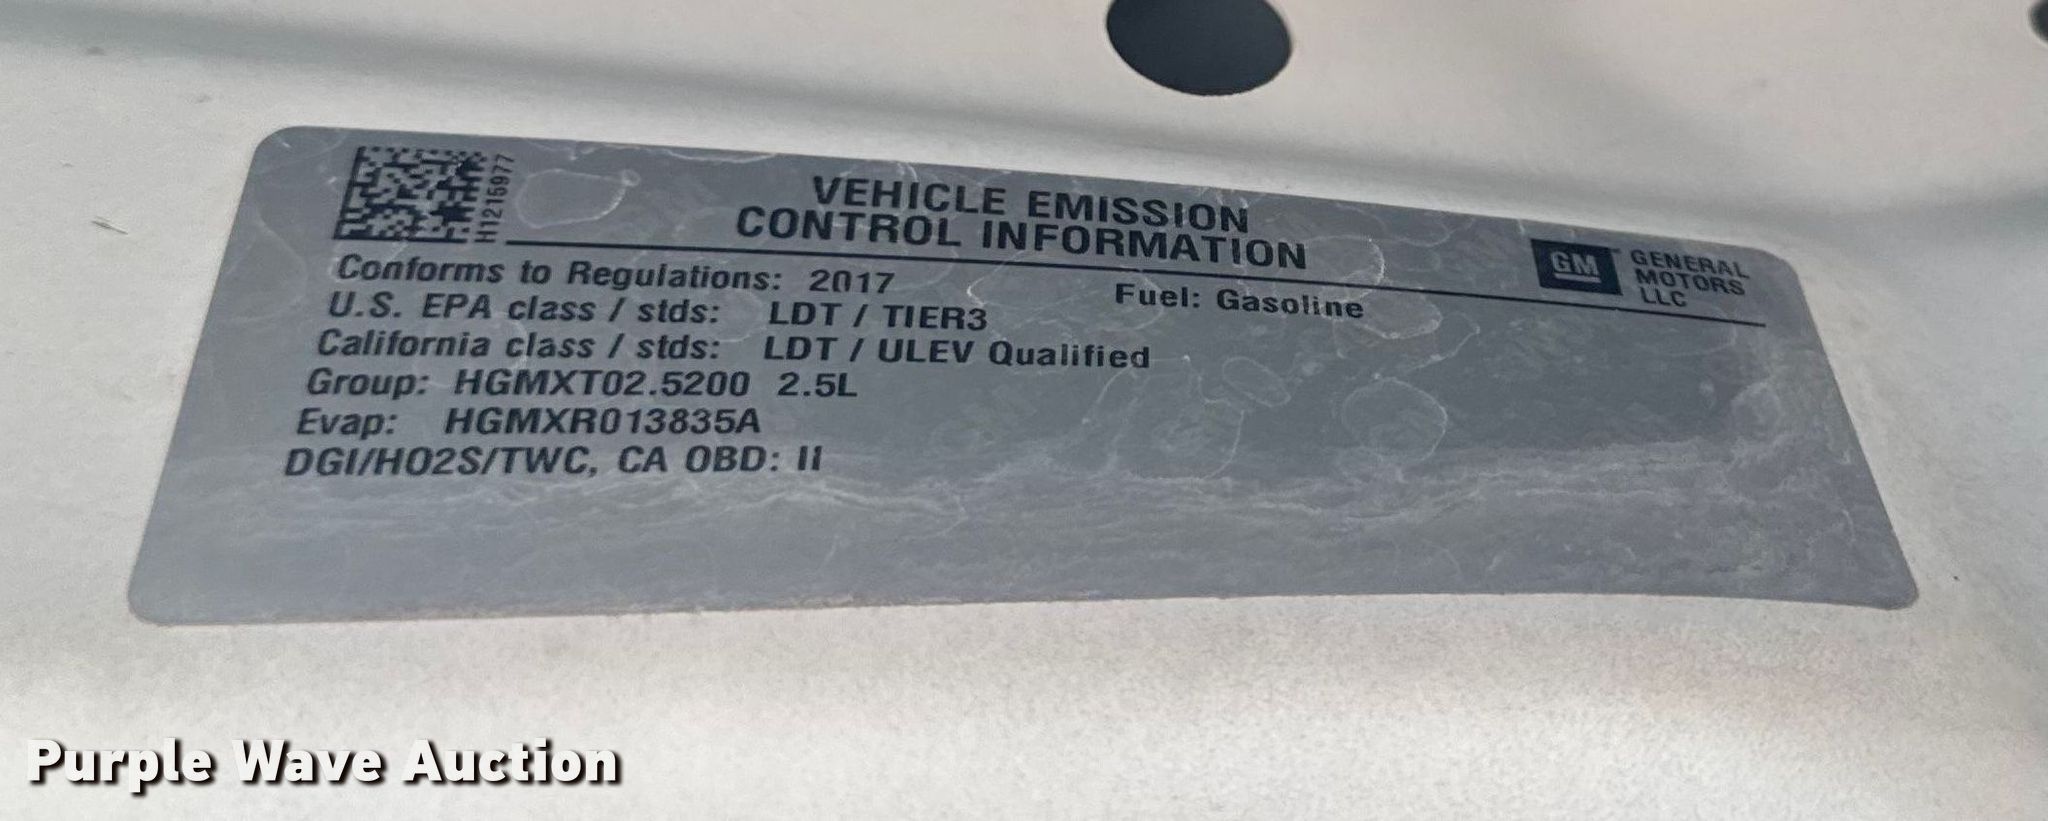 H1215977
VEHICLE EMISSION
CONTROL INFORMATION
GM
GENERAL
MOTORS
LLC
Conforms to Regulations: 2017
Fuel: Gasoline
U.S. EPA class / stds: LDT / TIER3
California class / stds: LDT / ULEV Qualified
Group: HGMXT02.5200 2.5L
Evap: HGMXR013835A
DGI/HO2S/TWC, CA OBD: II
Purple Wave Auction